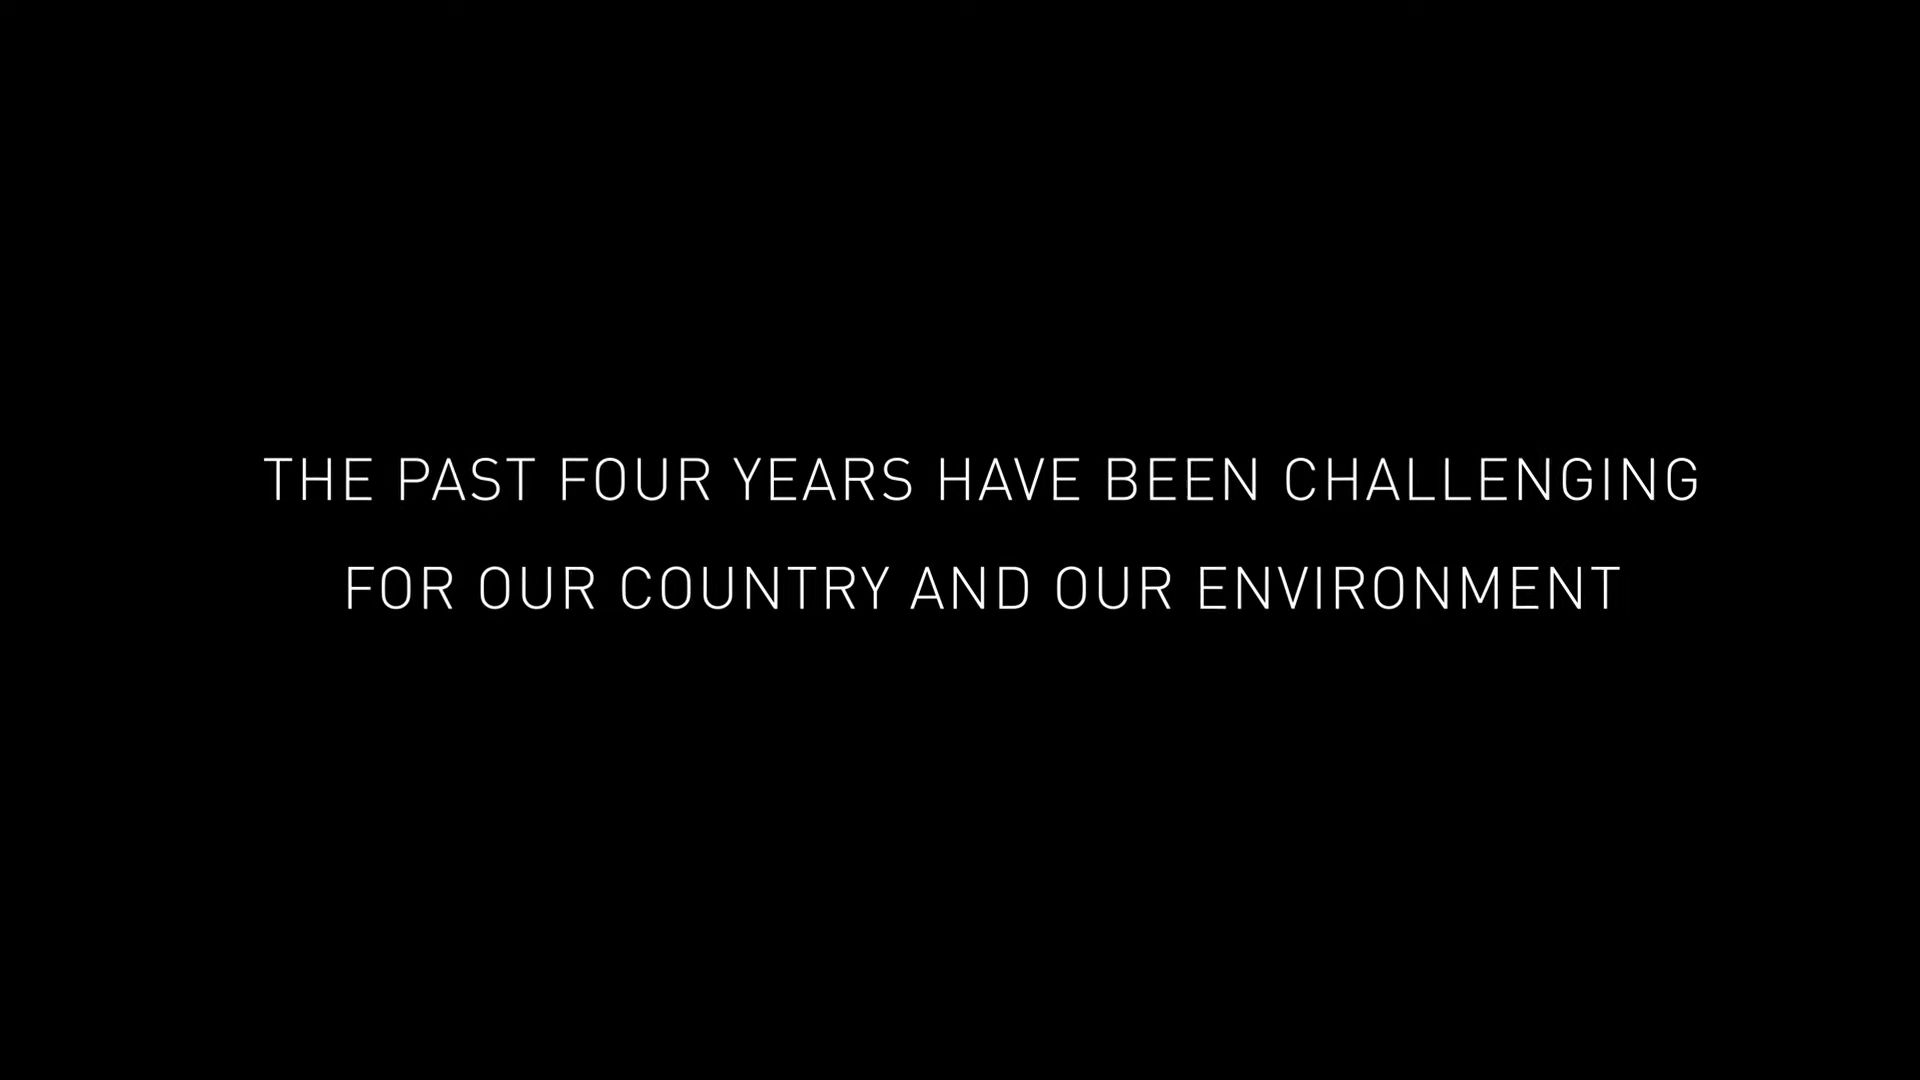 THE PAST FOUR YEARS HAVE BEEN CHALLENGING
FOR OUR COUNTRY AND OUR ENVIRONMENT